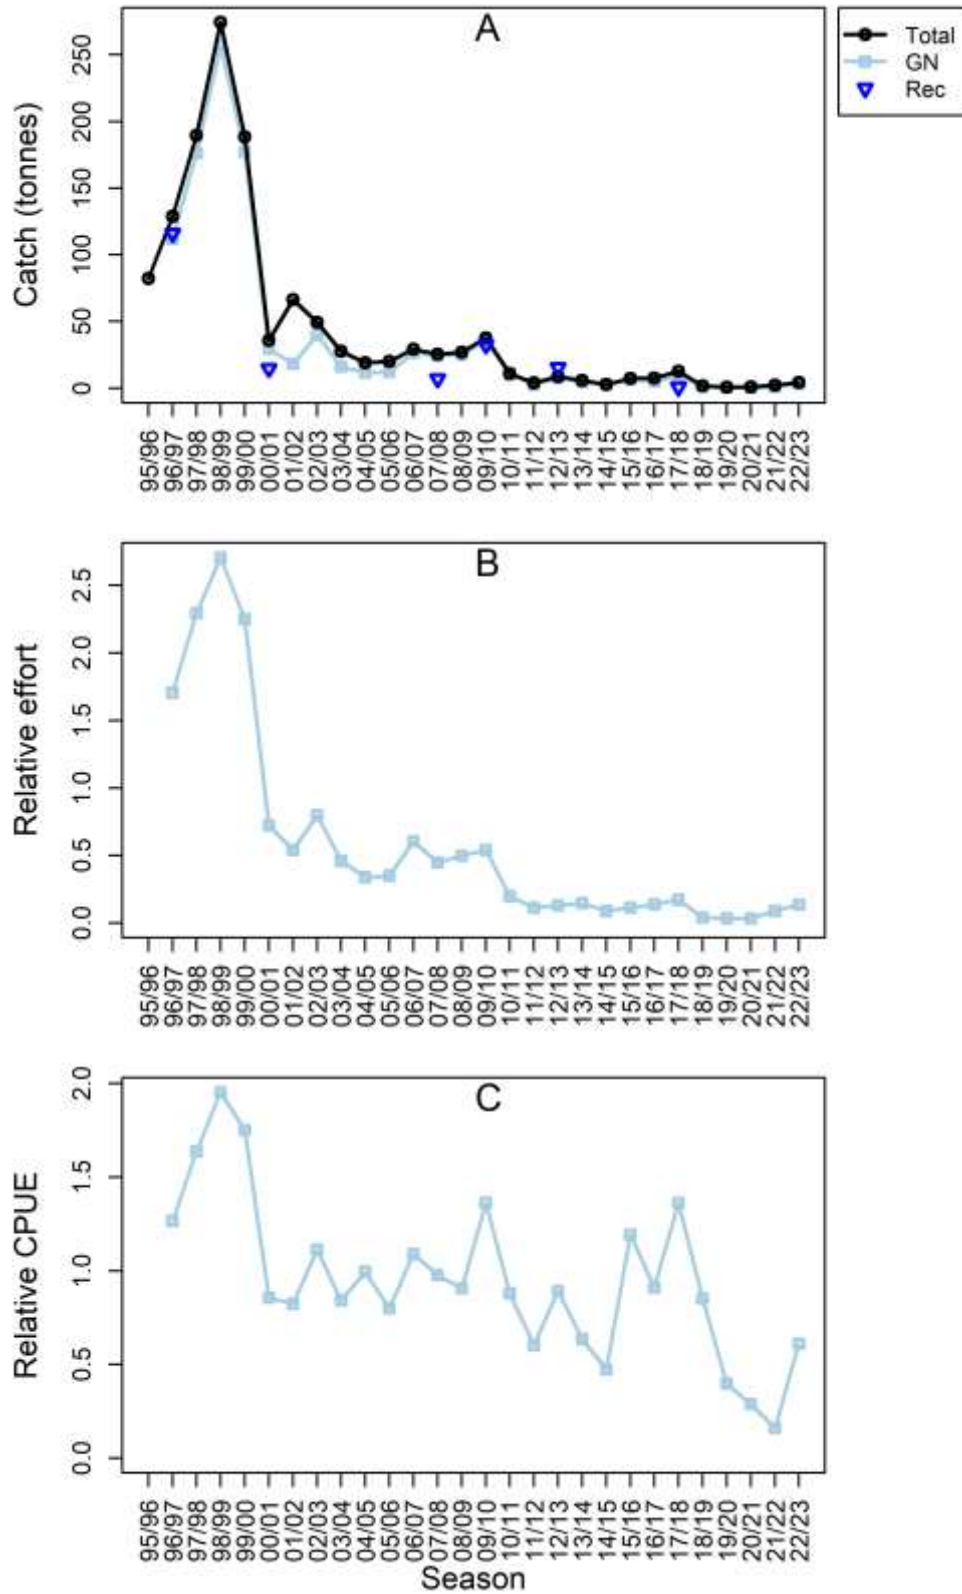 A
Total
GN
Rec
Catch (tonnes)
250
200
150
100
50
0
95/96 96/97 97/98 98/99 99/00 00/01 01/02 02/03 03/04 04/05 05/06 06/07 07/08 08/09 09/10 10/11 11/12 12/13 13/14 14/15 15/16 16/17 17/18 18/19 19/20 20/21 21/22 22/23
B
Relative effort
2.5
2.0
1.5
1.0
0.5
0.0
95/96 96/97 97/98 98/99 99/00 00/01 01/02 02/03 03/04 04/05 05/06 06/07 07/08 08/09 09/10 10/11 11/12 12/13 13/14 14/15 15/16 16/17 17/18 18/19 19/20 20/21 21/22 22/23
C
Relative CPUE
2.0
1.5
1.0
0.5
0.0
95/96 96/97 97/98 98/99 99/00 00/01 01/02 02/03 03/04 04/05 05/06 06/07 07/08 08/09 09/10 10/11 11/12 12/13 13/14 14/15 15/16 16/17 17/18 18/19 19/20 20/21 21/22 22/23
Season